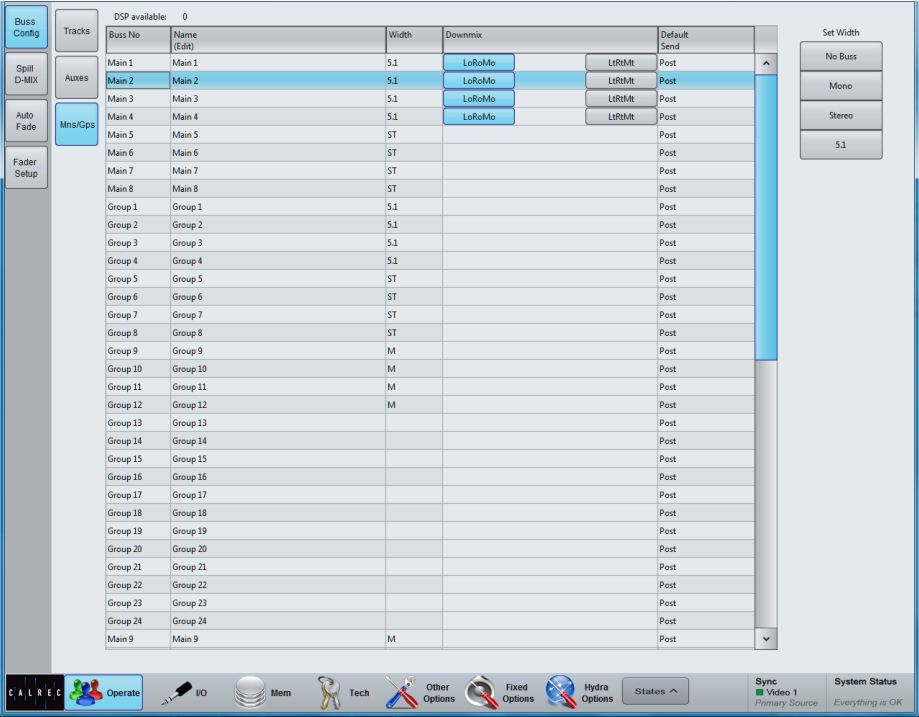 DSP available: 0
Buss Config
Spill D-MIX
Auto Fade
Fader Setup
Tracks
Auxes
Mns/Gps
Buss No Name (Edit) Width Downmix Default Send
Main 1 Main 1 5.1 LoRoMo LtRtMt Post
Main 2 Main 2 5.1 LoRoMo LtRtMt Post
Main 3 Main 3 5.1 LoRoMo LtRtMt Post
Main 4 Main 4 5.1 LoRoMo LtRtMt Post
Main 5 Main 5 ST Post
Main 6 Main 6 ST Post
Main 7 Main 7 ST Post
Main 8 Main 8 ST Post
Group 1 Group 1 5.1 Post
Group 2 Group 2 5.1 Post
Group 3 Group 3 5.1 Post
Group 4 Group 4 5.1 Post
Group 5 Group 5 ST Post
Group 6 Group 6 ST Post
Group 7 Group 7 ST Post
Group 8 Group 8 ST Post
Group 9 Group 9 M Post
Group 10 Group 10 M Post
Group 11 Group 11 M Post
Group 12 Group 12 M Post
Group 13 Group 13 Post
Group 14 Group 14 Post
Group 15 Group 15 Post
Group 16 Group 16 Post
Group 17 Group 17 Post
Group 18 Group 18 Post
Group 19 Group 19 Post
Group 20 Group 20 Post
Group 21 Group 21 Post
Group 22 Group 22 Post
Group 23 Group 23 Post
Group 24 Group 24 Post
Main 9 Main 9 M Post
Set Width
No Buss
Mono
Stereo
5.1
CALREC
Operate
I/O
Mem
Tech
Other Options
Fixed Options
Hydra Options
States
Sync
Video 1
Primary Source
System Status
Everything is OK